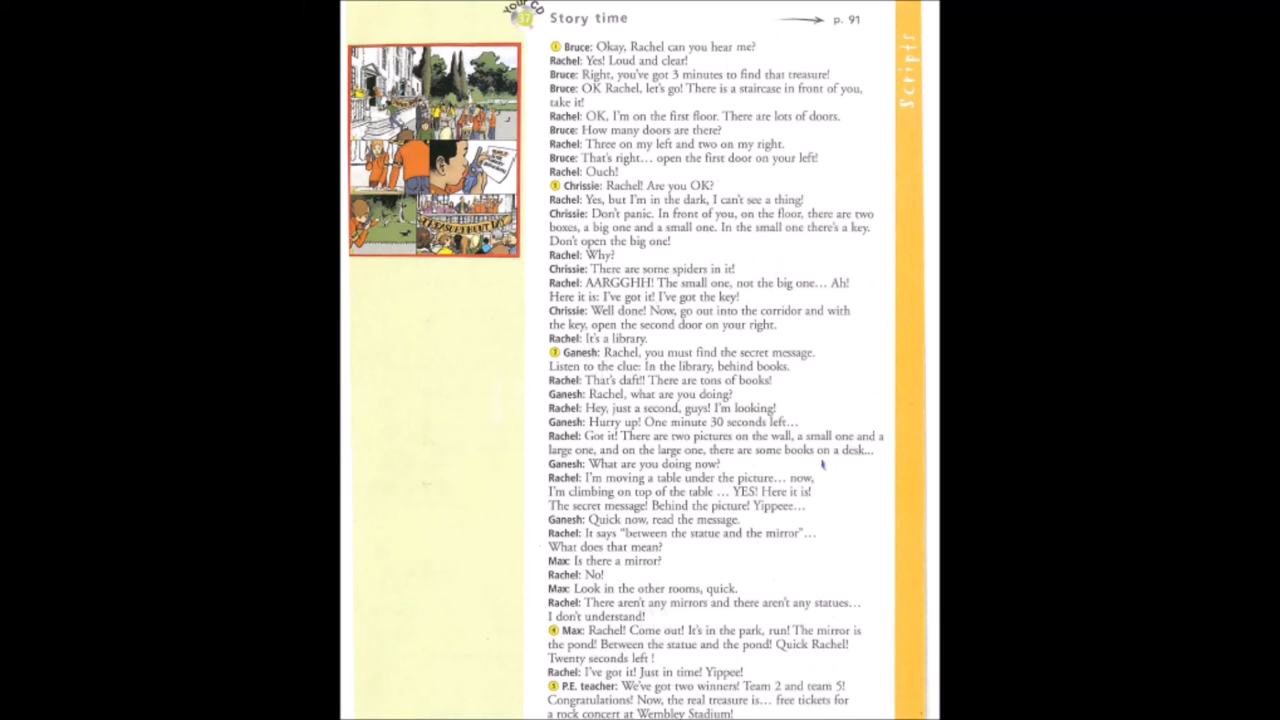 Your CD
37
Story time
p. 91
Scripts
1 Bruce: Okay, Rachel can you hear me?
Rachel: Yes! Loud and clear!
Bruce: Right, you've got 3 minutes to find that treasure!
Bruce: OK Rachel, let's go! There is a staircase in front of you,
take it!
Rachel: OK, I'm on the first floor. There are lots of doors.
Bruce: How many doors are there?
Rachel: Three on my left and two on my right.
Bruce: That's right... open the first door on your left!
Rachel: Ouch!
Chrissie: Rachel! Are you OK?
Rachel: Yes, but I'm in the dark, I can't see a thing!
Chrissie: Don't panic. In front of you, on the floor, there are two
boxes, a big one and a small one. In the small one there's a key.
Don't open the big one!
Rachel: Why?
Chrissie: There are some spiders in it!
Rachel: AARGGHH! The small one, not the big one... Ah!
Here it is: I've got it! I've got the key!
Chrissie: Well done! Now, go out into the corridor and with
the key, open the second door on your right.
Rachel: It's a library.
3 Ganesh: Rachel, you must find the secret message.
Listen to the clue: In the library, behind books.
Rachel: That's daft!! There are tons of books!
Ganesh: Rachel, what are you doing?
Rachel: Hey, just a second, guys! I'm looking!
Ganesh: Hurry up! One minute 30 seconds left...
Rachel: Got it! There are two pictures on the wall, a small one and a
large one, and on the large one, there are some books on a desk...
Ganesh: What are you doing now?
Rachel: I'm moving a table under the picture... now,
I'm climbing on top of the table ... YES! Here it is!
The secret message! Behind the picture! Yippeee...
Ganesh: Quick now, read the message.
Rachel: It says "between the statue and the mirror"...
What does that mean?
Max: Is there a mirror?
Rachel: No!
Max: Look in the other rooms, quick.
Rachel: There aren't any mirrors and there aren't any statues...
I don't understand!
4 Max: Rachel! Come out! It's in the park, run! The mirror is
the pond! Between the statue and the pond! Quick Rachel!
Twenty seconds left !
Rachel: I've got it! Just in time! Yippee!
5 P.E. teacher: We've got two winners! Team 2 and team 5!
Congratulations! Now, the real treasure is... free tickets for
a rock concert at Wembley Stadium!